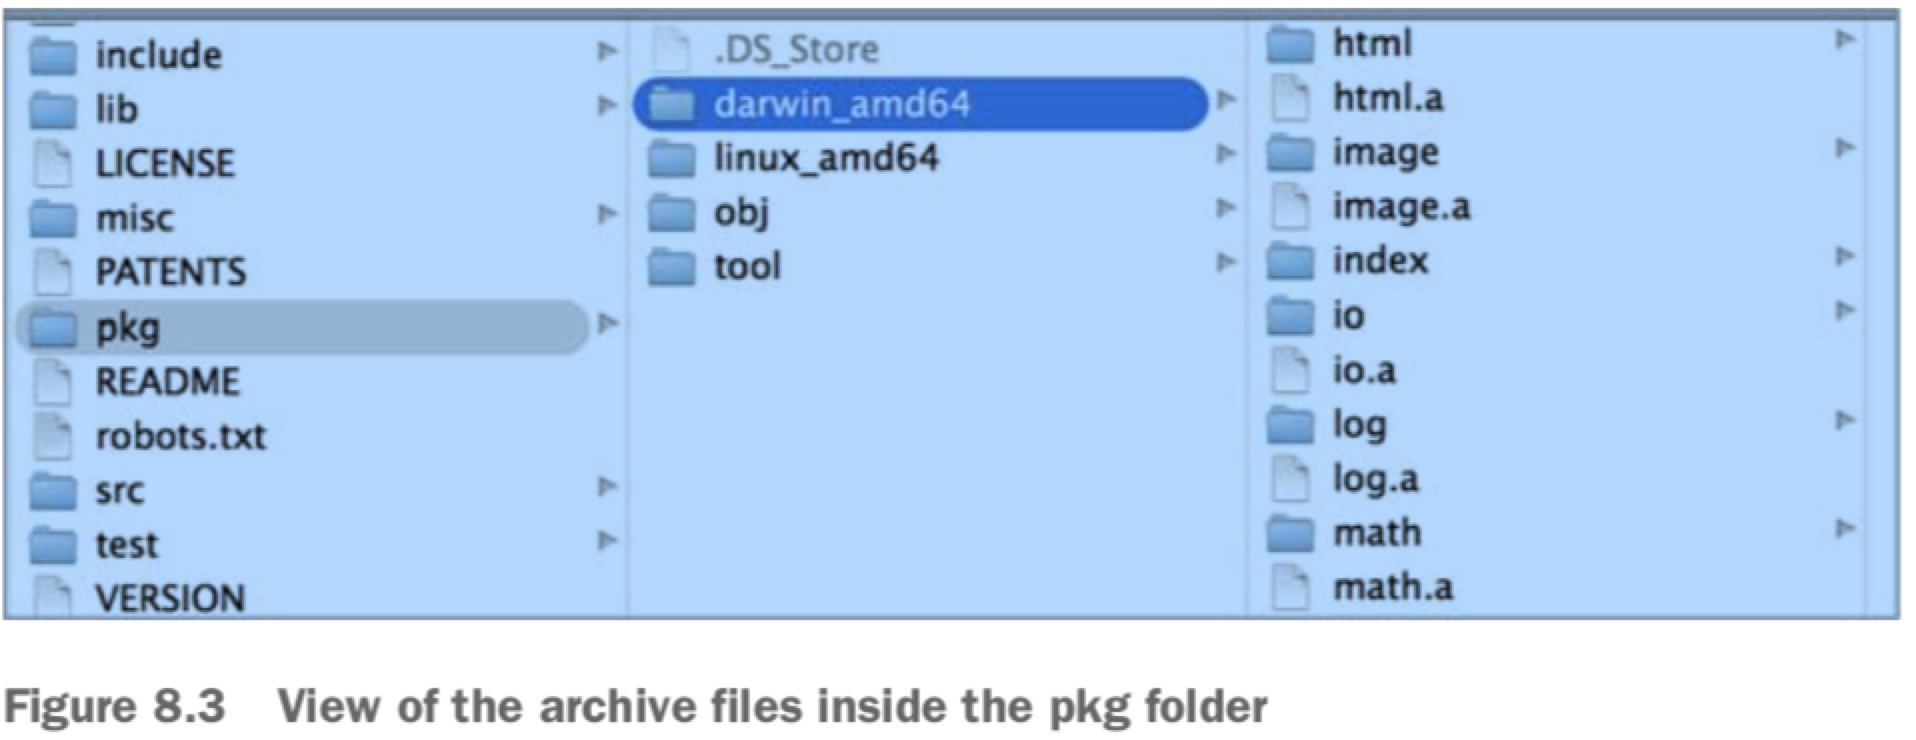 include
lib
LICENSE
misc
PATENTS
pkg
README
robots.txt
src
test
VERSION
.DS_Store
darwin_amd64
linux_amd64
obj
tool
html
html.a
image
image.a
index
io
io.a
log
log.a
math
math.a
Figure 8.3 View of the archive files inside the pkg folder